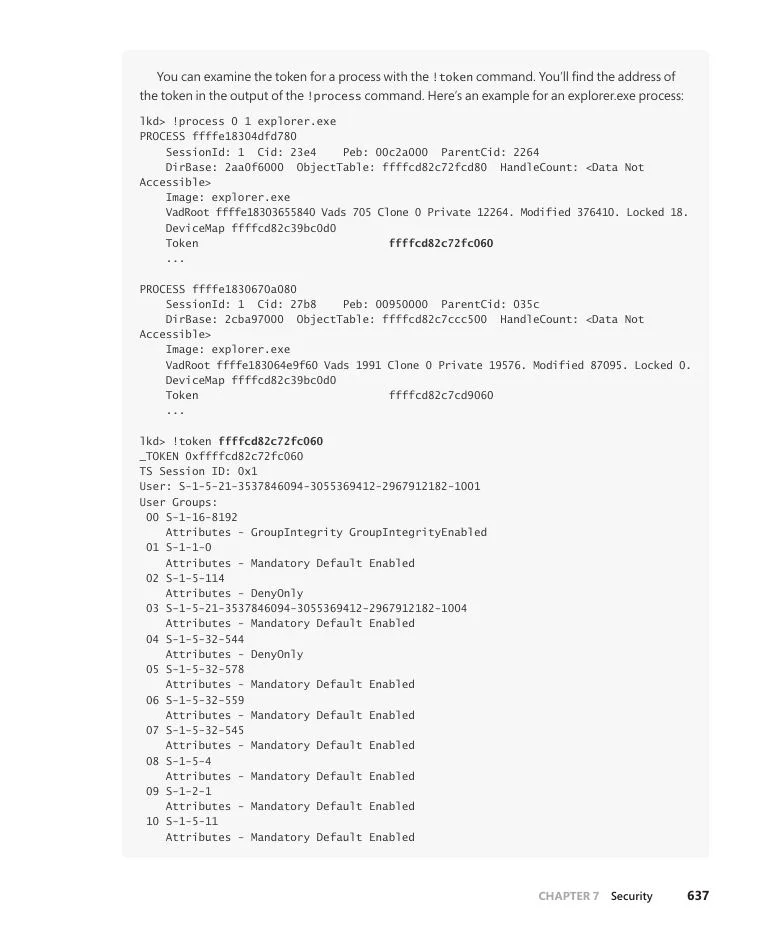 You can examine the token for a process with the !token command. You'll find the address of
the token in the output of the !process command. Here's an example for an explorer.exe process:
lkd> !process 0 1 explorer.exe
PROCESS ffffe18304dfd780
    SessionId: 1  Cid: 23e4    Peb: 00c2a000  ParentCid: 2264
    DirBase: 2aa0f6000  ObjectTable: ffffcd82c72fcd80  HandleCount: <Data Not
Accessible>
    Image: explorer.exe
    VadRoot ffffe18303655840 Vads 705 Clone 0 Private 12264. Modified 376410. Locked 18.
    DeviceMap ffffcd82c39bc0d0
    Token                             ffffcd82c72fc060
    ...
PROCESS ffffe1830670a080
    SessionId: 1  Cid: 27b8    Peb: 00950000  ParentCid: 035c
    DirBase: 2cba97000  ObjectTable: ffffcd82c7ccc500  HandleCount: <Data Not
Accessible>
    Image: explorer.exe
    VadRoot ffffe183064e9f60 Vads 1991 Clone 0 Private 19576. Modified 87095. Locked 0.
    DeviceMap ffffcd82c39bc0d0
    Token                             ffffcd82c7cd9060
    ...
lkd> !token ffffcd82c72fc060
_TOKEN 0xffffcd82c72fc060
TS Session ID: 0x1
User: S-1-5-21-3537846094-3055369412-2967912182-1001
User Groups:
 00 S-1-16-8192
    Attributes - GroupIntegrity GroupIntegrityEnabled
 01 S-1-1-0
    Attributes - Mandatory Default Enabled
 02 S-1-5-114
    Attributes - DenyOnly
 03 S-1-5-21-3537846094-3055369412-2967912182-1004
    Attributes - Mandatory Default Enabled
 04 S-1-5-32-544
    Attributes - DenyOnly
 05 S-1-5-32-578
    Attributes - Mandatory Default Enabled
 06 S-1-5-32-559
    Attributes - Mandatory Default Enabled
 07 S-1-5-32-545
    Attributes - Mandatory Default Enabled
 08 S-1-5-4
    Attributes - Mandatory Default Enabled
 09 S-1-2-1
    Attributes - Mandatory Default Enabled
 10 S-1-5-11
    Attributes - Mandatory Default Enabled
CHAPTER 7 Security 637